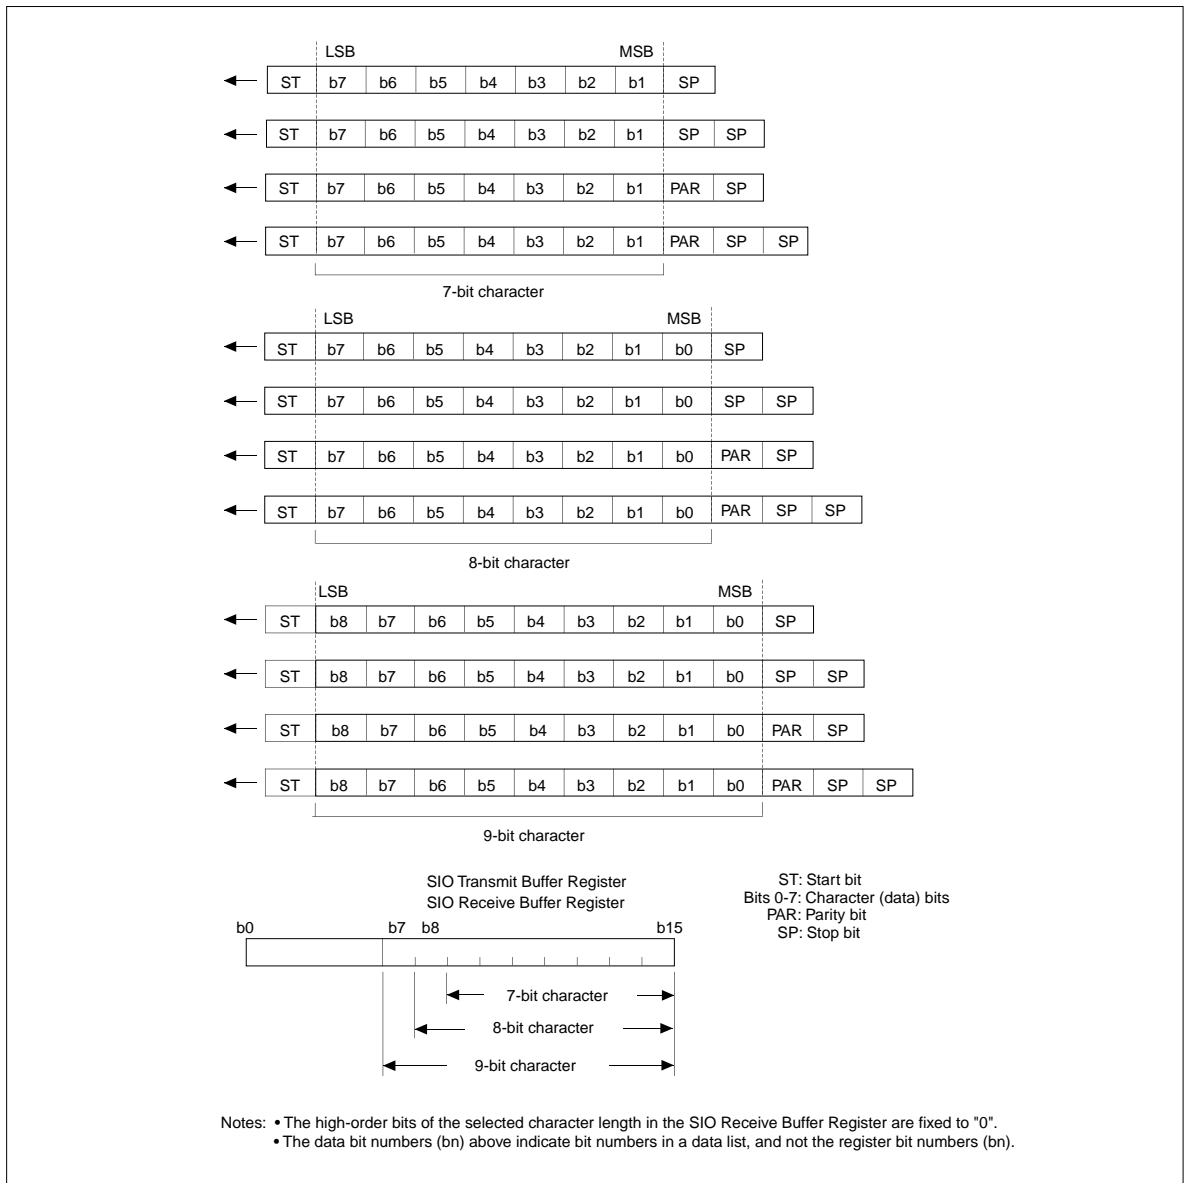 LSB MSB
ST b7 b6 b5 b4 b3 b2 b1 SP
ST b7 b6 b5 b4 b3 b2 b1 SP SP
ST b7 b6 b5 b4 b3 b2 b1 PAR SP
ST b7 b6 b5 b4 b3 b2 b1 PAR SP SP
7-bit character
LSB MSB
ST b7 b6 b5 b4 b3 b2 b1 b0 SP
ST b7 b6 b5 b4 b3 b2 b1 b0 SP SP
ST b7 b6 b5 b4 b3 b2 b1 b0 PAR SP
ST b7 b6 b5 b4 b3 b2 b1 b0 PAR SP SP
8-bit character
LSB MSB
ST b8 b7 b6 b5 b4 b3 b2 b1 b0 SP
ST b8 b7 b6 b5 b4 b3 b2 b1 b0 SP SP
ST b8 b7 b6 b5 b4 b3 b2 b1 b0 PAR SP
ST b8 b7 b6 b5 b4 b3 b2 b1 b0 PAR SP SP
9-bit character
SIO Transmit Buffer Register
SIO Receive Buffer Register
b0 b7 b8 b15
7-bit character
8-bit character
9-bit character
ST: Start bit
Bits 0-7: Character (data) bits
PAR: Parity bit
SP: Stop bit
Notes: • The high-order bits of the selected character length in the SIO Receive Buffer Register are fixed to "0".
• The data bit numbers (bn) above indicate bit numbers in a data list, and not the register bit numbers (bn).